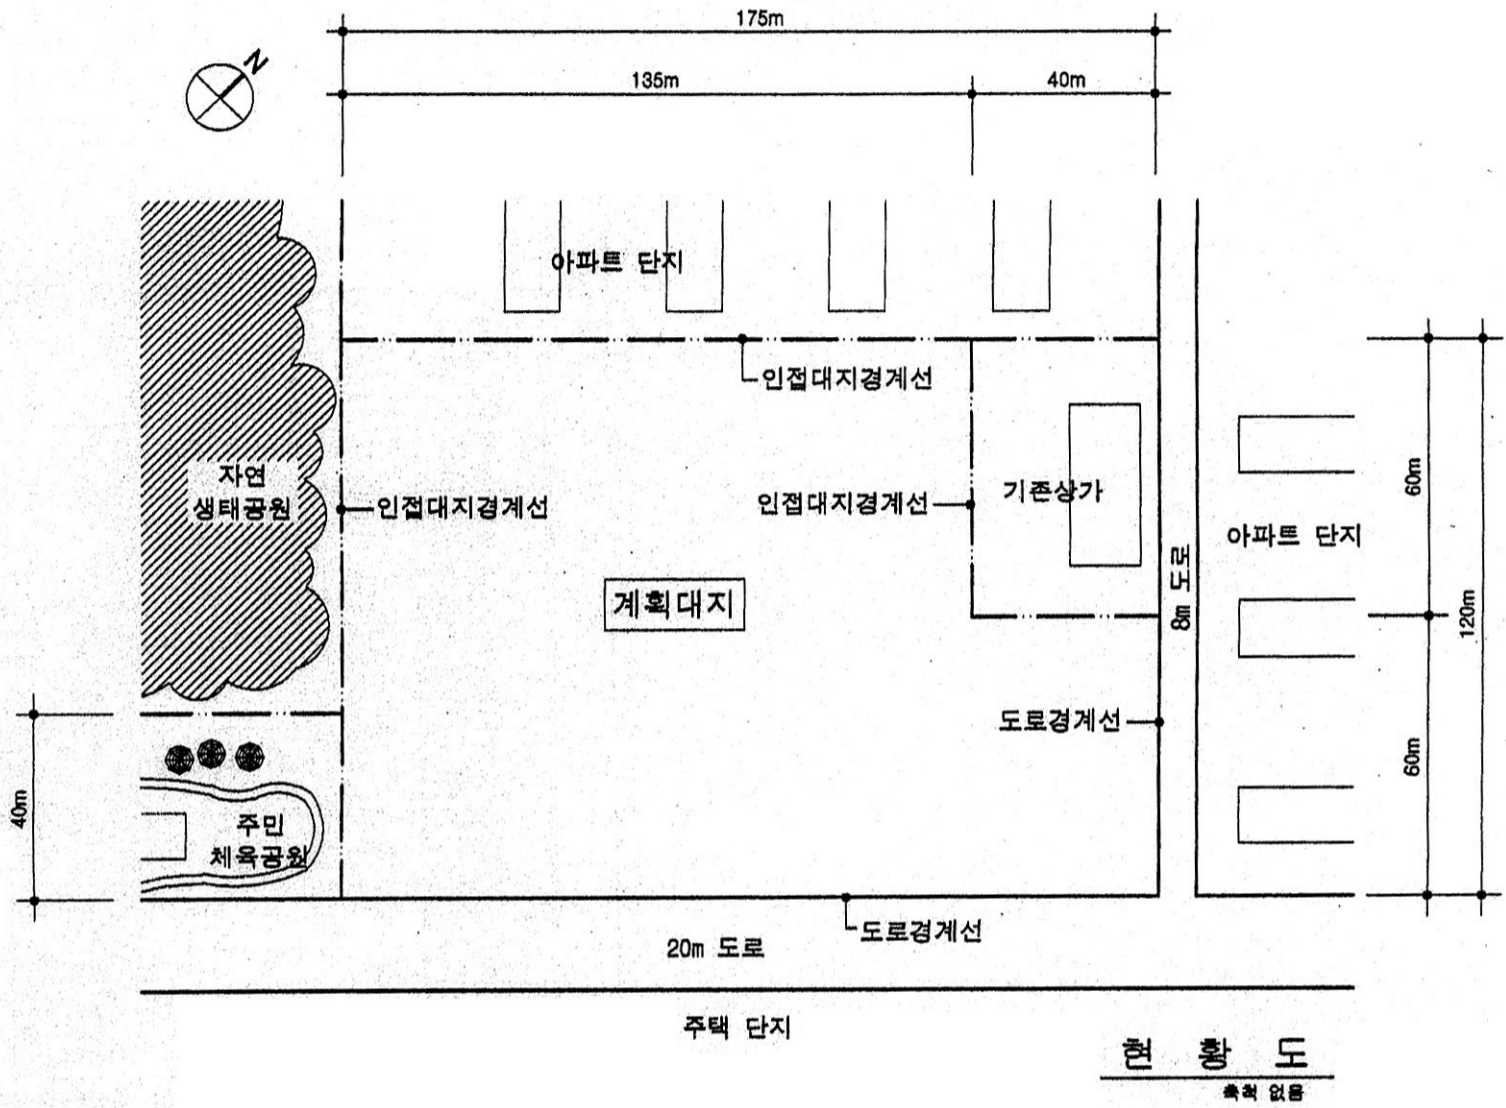 175m
N
135m
40m
아파트 단지
인접대지경계선
자연
생태공원
인접대지경계선
인접대지경계선
기존상가
60m
아파트 단지
계획대지
8m 도로
120m
도로경계선
60m
40m
주민
체육공원
도로경계선
20m 도로
주택 단지
현 황 도
축척 없음